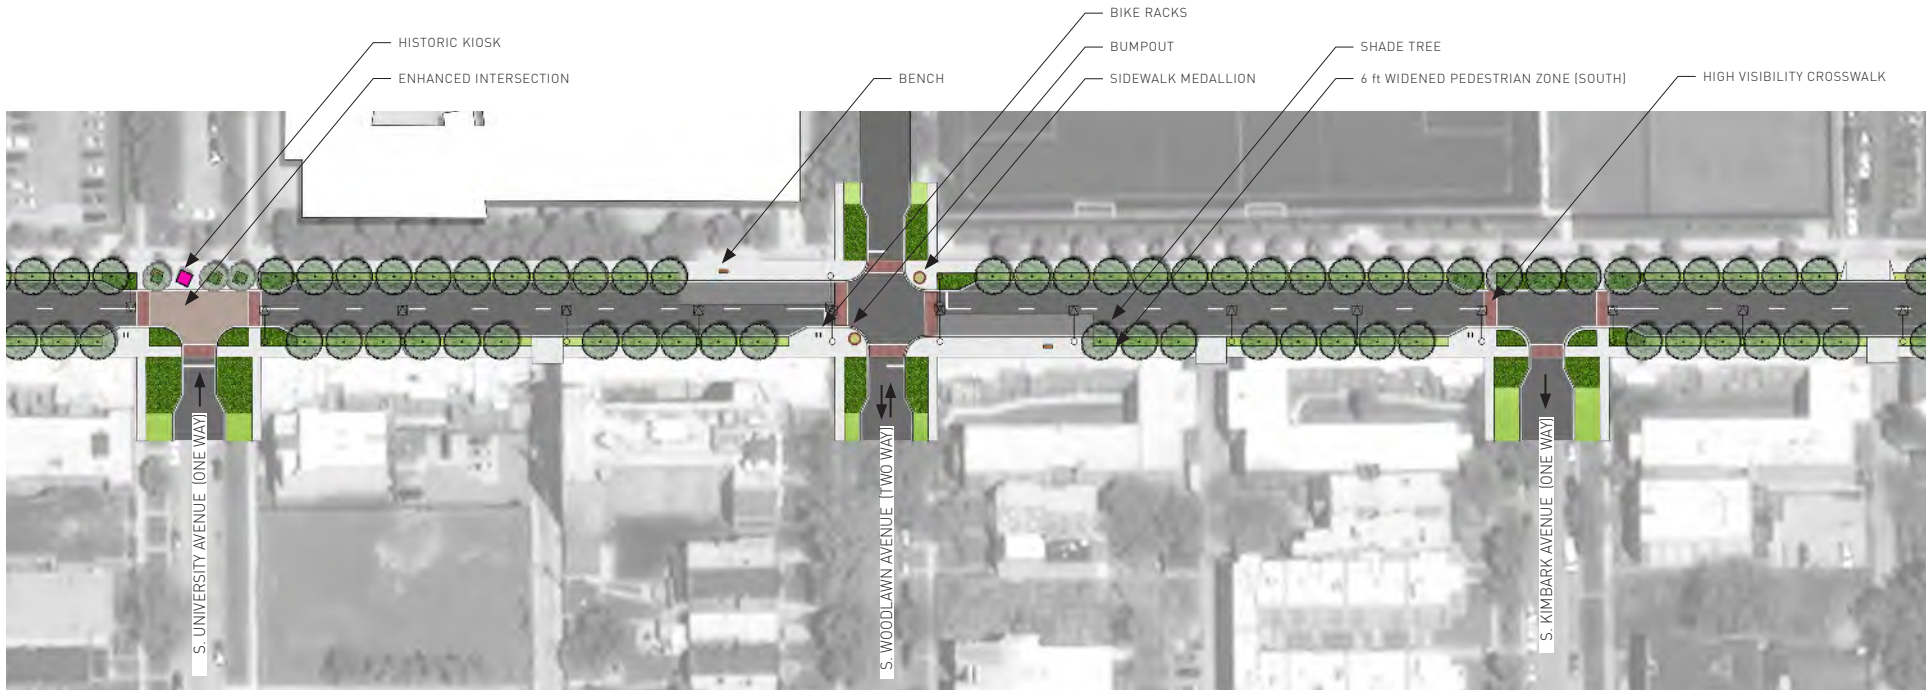 BIKE RACKS
HISTORIC KIOSK
BUMPOUT
SHADE TREE
ENHANCED INTERSECTION
BENCH
SIDEWALK MEDALLION
6 ft WIDENED PEDESTRIAN ZONE (SOUTH)
HIGH VISIBILITY CROSSWALK
S. UNIVERSITY AVENUE (ONE WAY)
S. WOODLAWN AVENUE (TWO WAY)
S. KIMBARK AVENUE (ONE WAY)